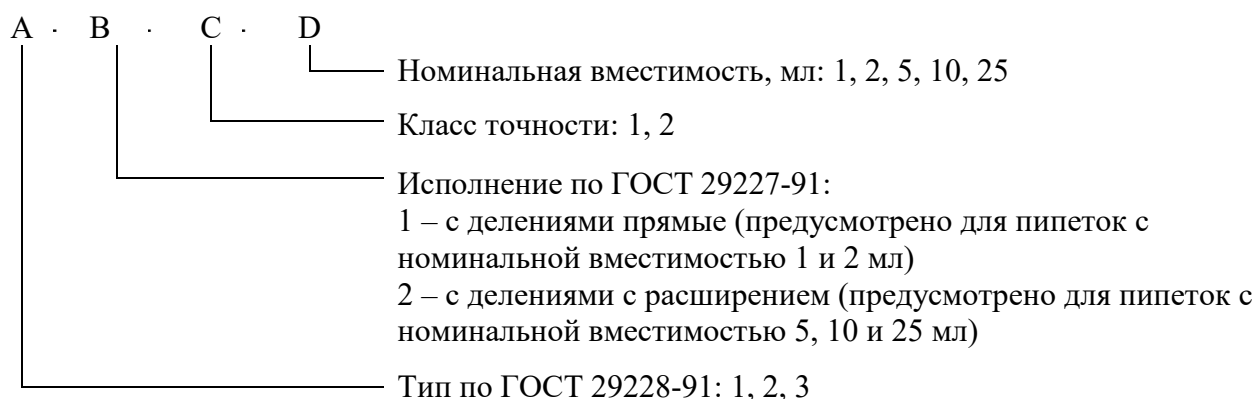 A . B . C . D
Номинальная вместимость, мл: 1, 2, 5, 10, 25
Класс точности: 1, 2
Исполнение по ГОСТ 29227-91:
1 – с делениями прямые (предусмотрено для пипеток с
номинальной вместимостью 1 и 2 мл)
2 – с делениями с расширением (предусмотрено для пипеток с
номинальной вместимостью 5, 10 и 25 мл)
Тип по ГОСТ 29228-91: 1, 2, 3